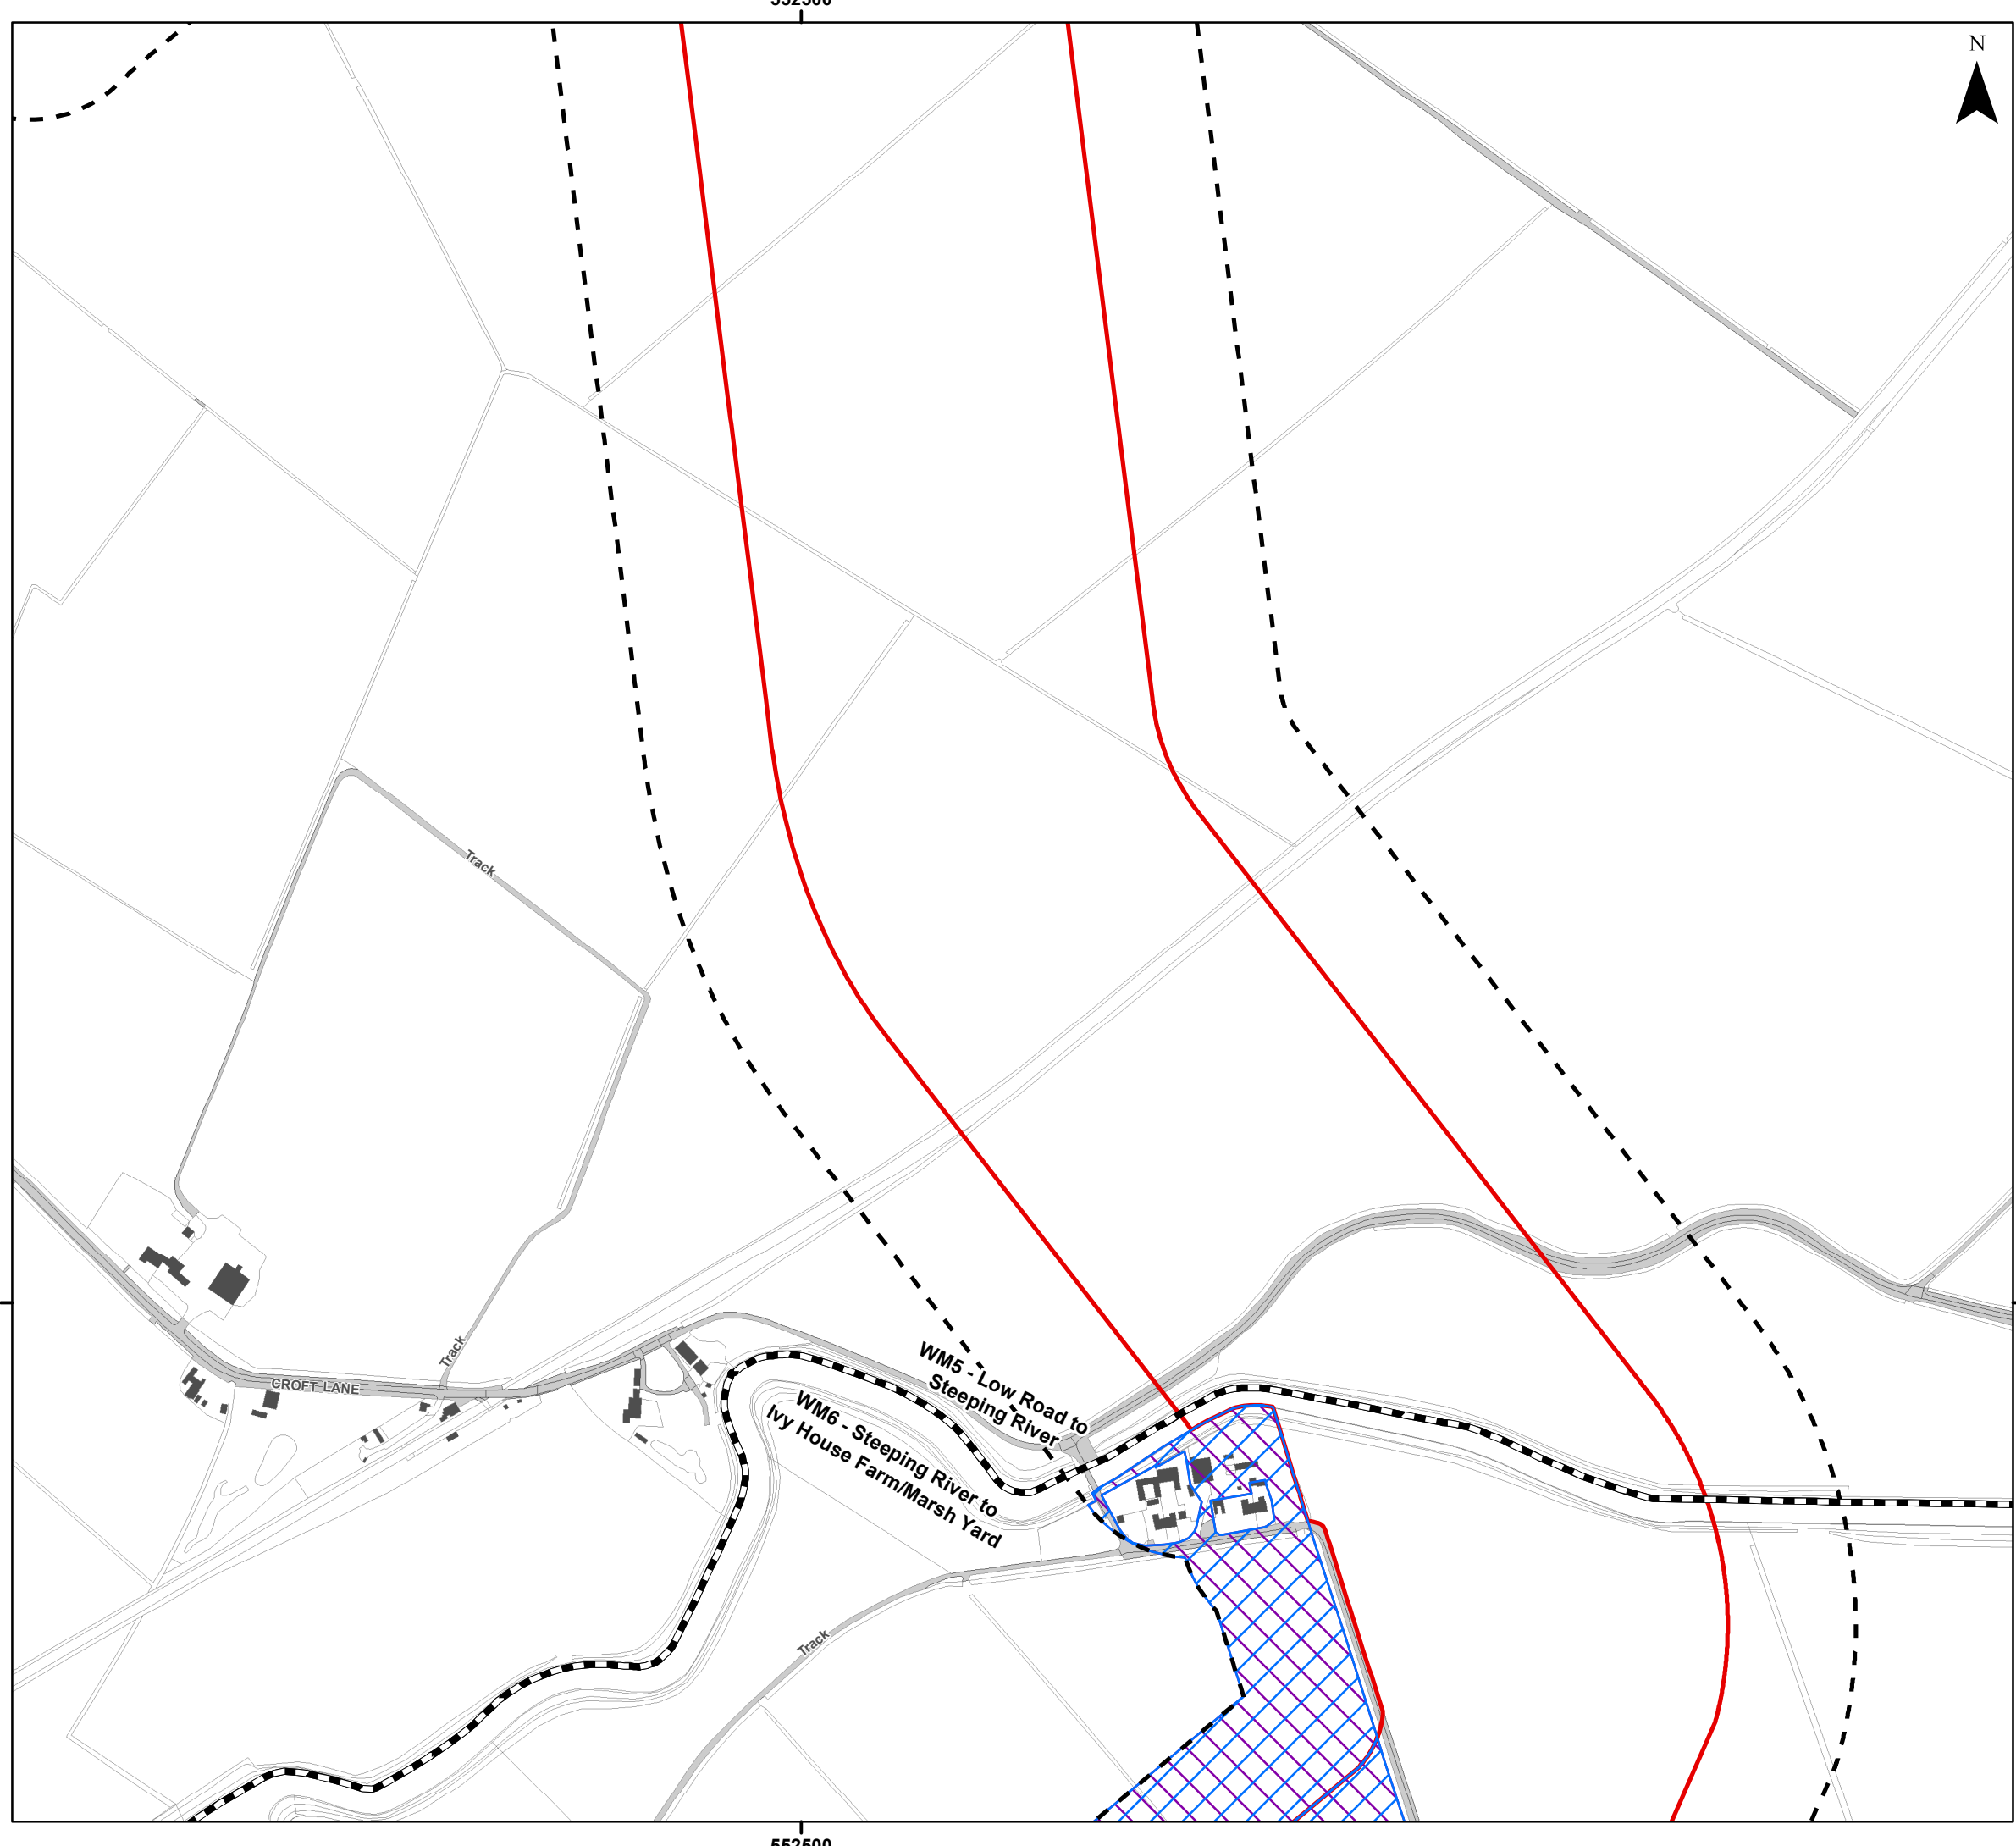 552500
N
Track
WM5 - Low Road to
Steeping River
Track
CROFT LANE
WM6 - Steeping River to
Ivy House Farm/Marsh Yard
Track
552500